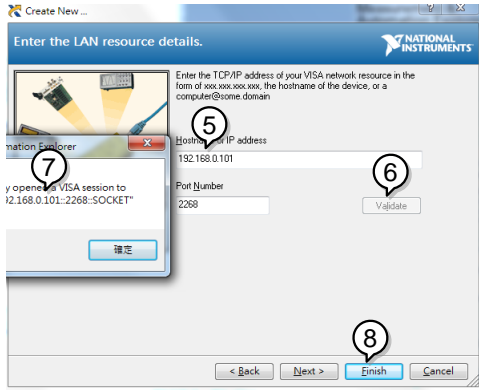 Create New ...
Enter the LAN resource details.
NATIONAL
INSTRUMENTS
Enter the TCP/IP address of your VISA network resource in the
form of xxx.xxx.xxx.xxx, the hostname of the device, or a
computer@some.domain
5
Hostname or IP address
192.168.0.101
mation Explorer
7
y opened a VISA session to
92.168.0.101::2268::SOCKET"
確定
Port Number
2268
6
Validate
8
< Back
Next >
Finish
Cancel